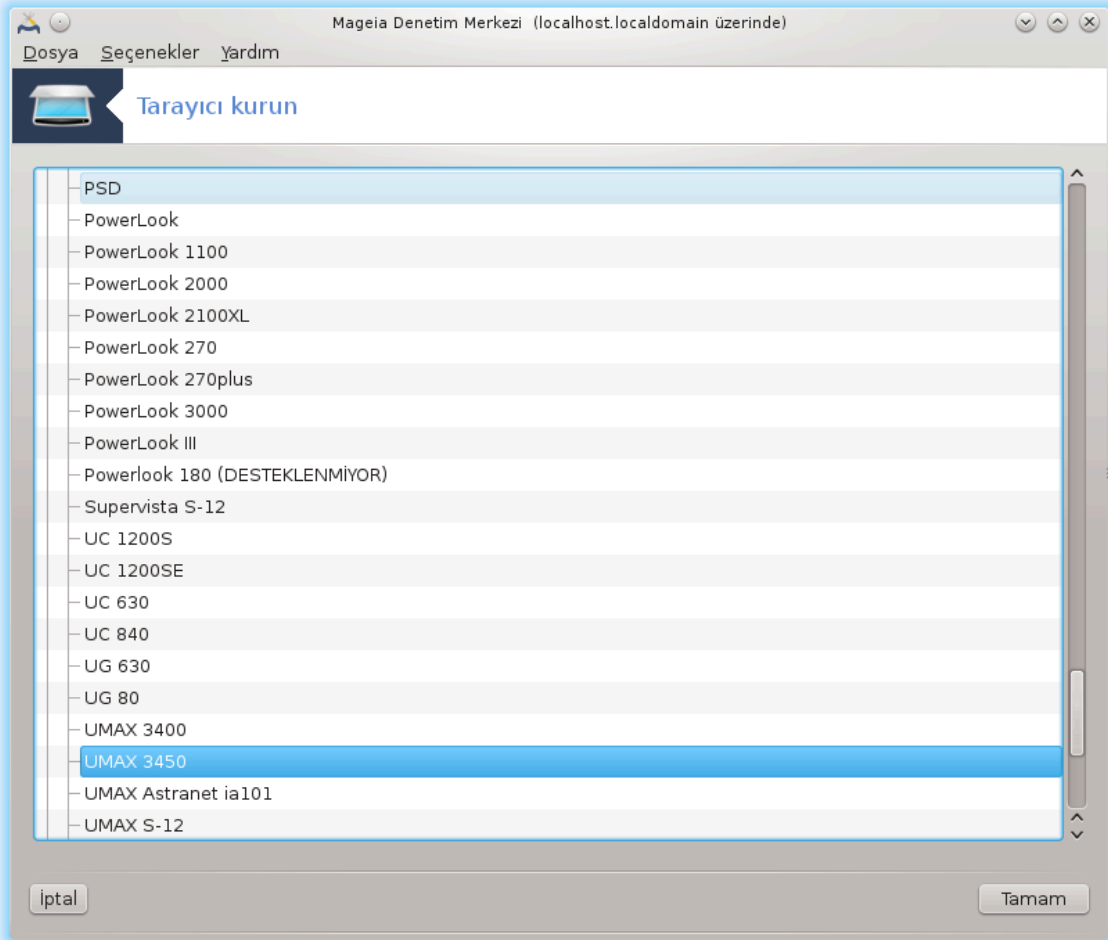 Mageia Denetim Merkezi (localhost.localdomain üzerinde)
Dosya Seçenekler Yardım
Tarayıcı kurun
PSD
PowerLook
PowerLook 1100
PowerLook 2000
PowerLook 2100XL
PowerLook 270
PowerLook 270plus
PowerLook 3000
PowerLook III
Powerlook 180 (DESTEKLENMİYOR)
Supervista S-12
UC 1200S
UC 1200SE
UC 630
UC 840
UG 630
UG 80
UMAX 3400
UMAX 3450
UMAX Astranet ia101
UMAX S-12
İptal Tamam